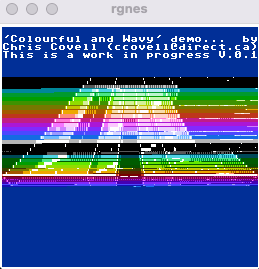 rgnes
'Colourful and Wavy' demo... by
Chris Covell (ccovell@direct.ca)
This is a work in progress V.0.1